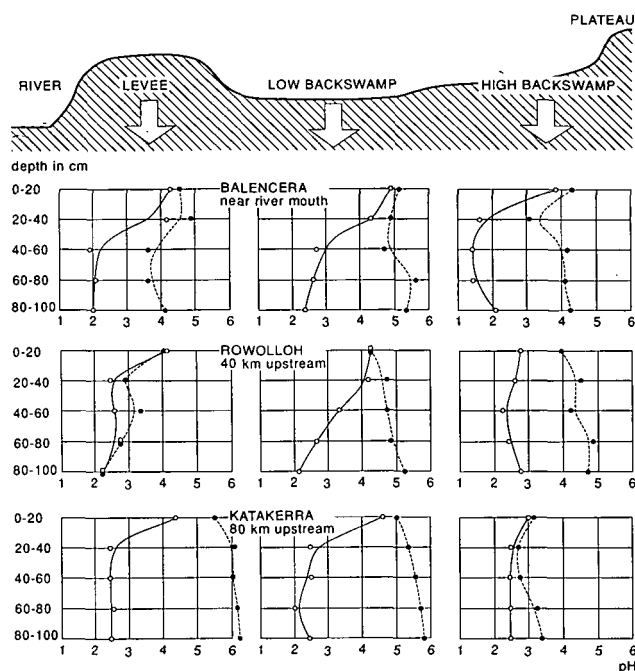 PLATEAU
RIVER LEVEE LOW BACKSWAMP HIGH BACKSWAMP
depth in cm
BALENCERA
near river mouth
0-20
20-40
40-60
60-80
80-100
1 2 3 4 5 6 1 2 3 4 5 6 1 2 3 4 5 6
ROWOLLOH
40 km upstream
0-20
20-40
40-60
60-80
80-100
1 2 3 4 5 6 1 2 3 4 5 6 1 2 3 4 5 6
KATAKERRA
80 km upstream
0-20
20-40
40-60
60-80
80-100
1 2 3 4 5 6 1 2 3 4 5 6 1 2 3 4 5 6
pH